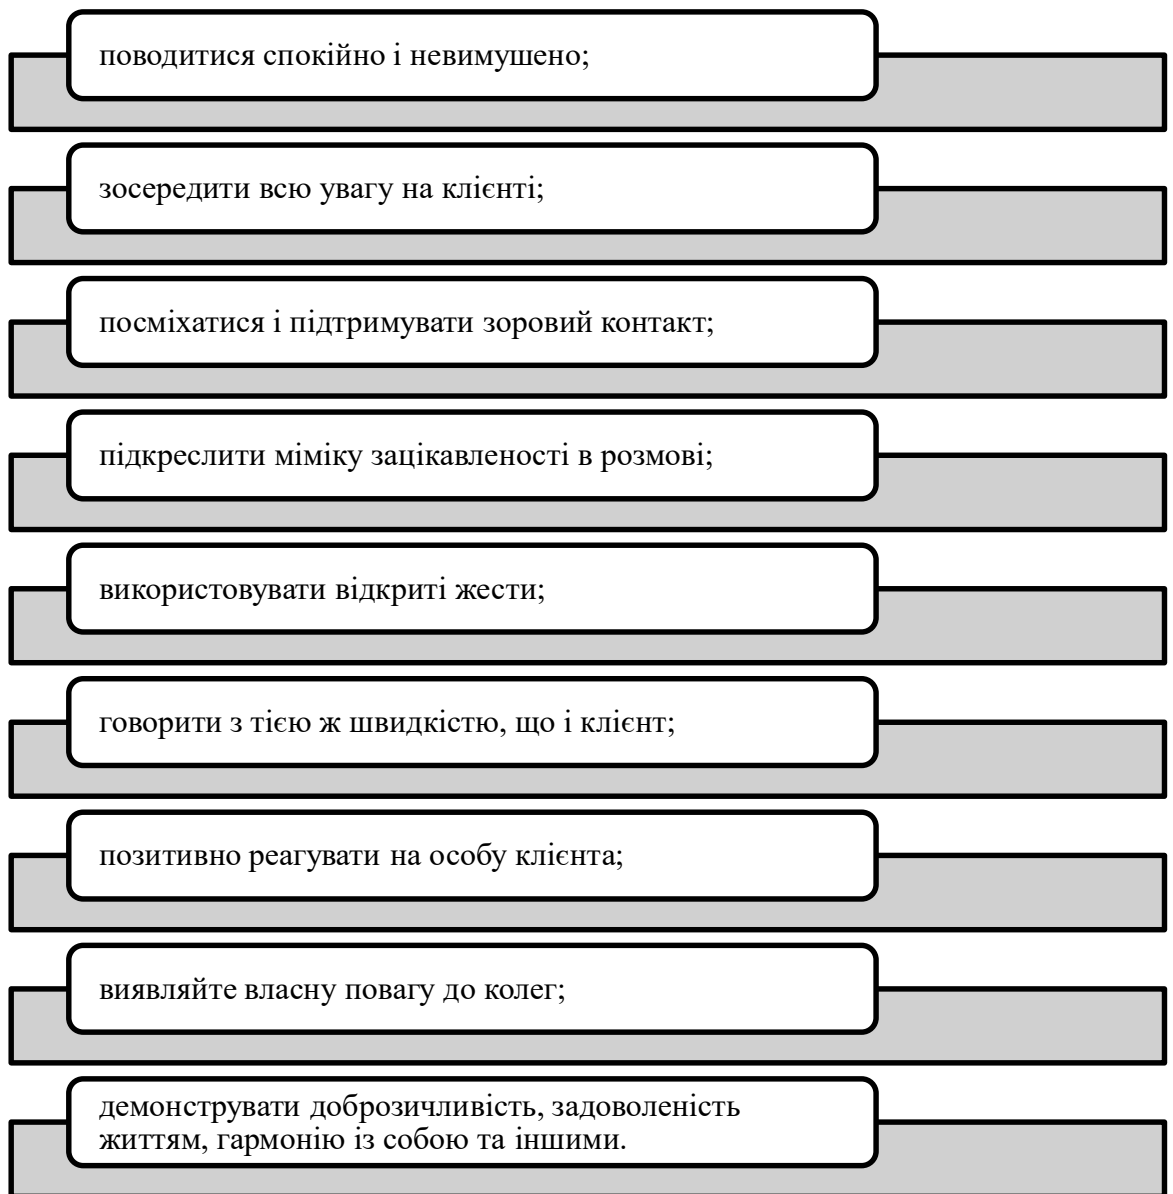 поводитися спокійно і невимушено;
зосередити всю увагу на клієнті;
посміхатися і підтримувати зоровий контакт;
підкреслити міміку зацікавленості в розмові;
використовувати відкриті жести;
говорити з тією ж швидкістю, що і клієнт;
позитивно реагувати на особу клієнта;
виявляйте власну повагу до колег;
демонструвати доброзичливість, задоволеність
життям, гармонію із собою та іншими.